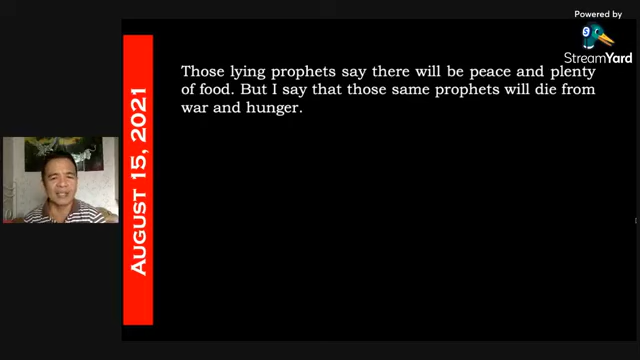 Powered by
StreamYard
Those lying prophets say there will be peace and plenty
of food. But I say that those same prophets will die from
war and hunger.
AUGUST 15, 2021